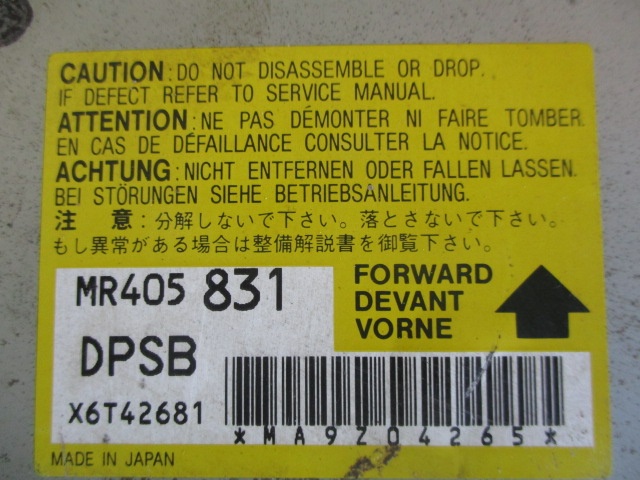 CAUTION : DO NOT DISASSEMBLE OR DROP.
IF DEFECT REFER TO SERVICE MANUAL.
ATTENTION : NE PAS DÉMONTER NI FAIRE TOMBER.
EN CAS DE DÉFAILLANCE CONSULTER LA NOTICE.
ACHTUNG : NICHT ENTFERNEN ODER FALLEN LASSEN.
BEI STÖRUNGEN SIEHE BETRIEBSANLEITUNG.
注 意：分解しないで下さい。落とさないで下さい。
もし異常がある場合は整備解説書を御覧下さい。
MR405 831
FORWARD
DEVANT
VORNE
DPSB
X6T42681
*MA9Z04265*
MADE IN JAPAN